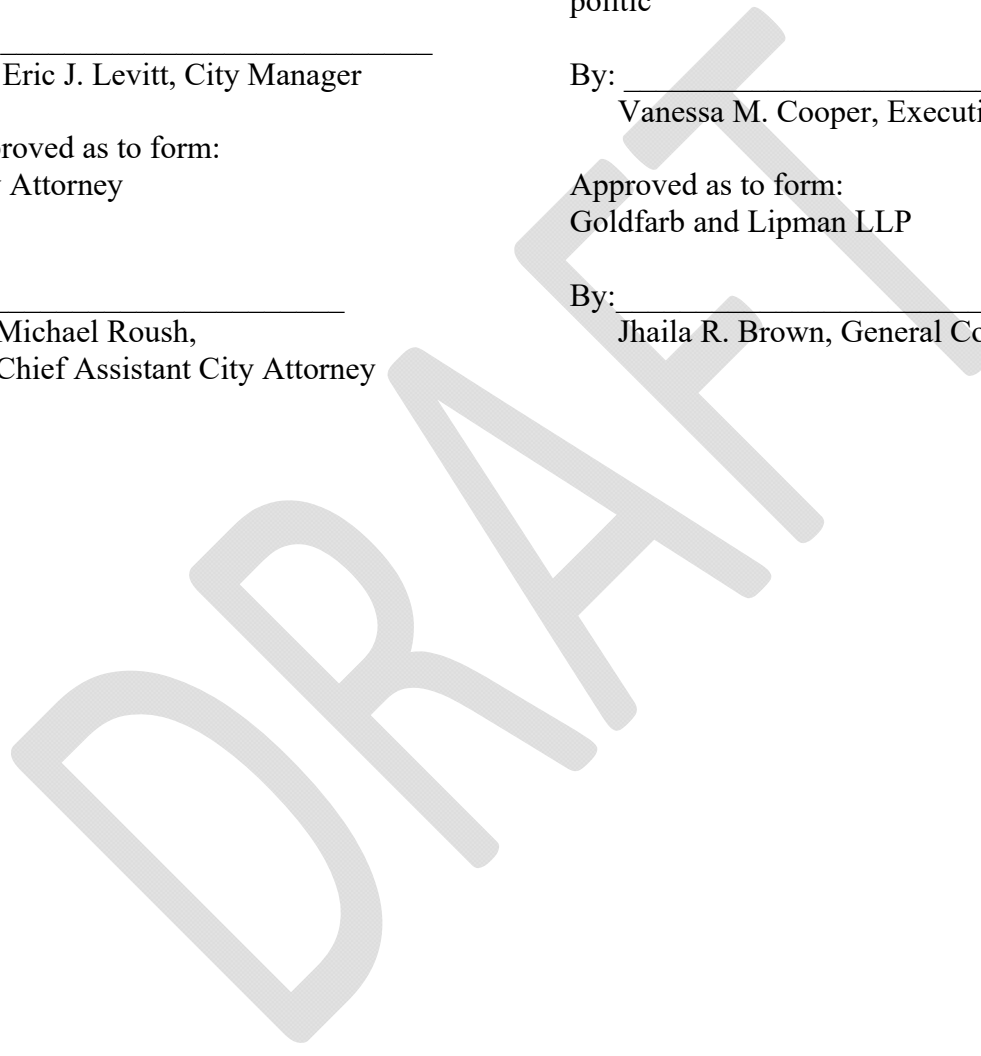 Eric J. Levitt, City Manager
roved as to form:
Attorney
Michael Roush,
Chief Assistant City Attorney
politic
By:
Vanessa M. Cooper, Executi
Approved as to form:
Goldfarb and Lipman LLP
By:
Jhaila R. Brown, General Co
DRAFT